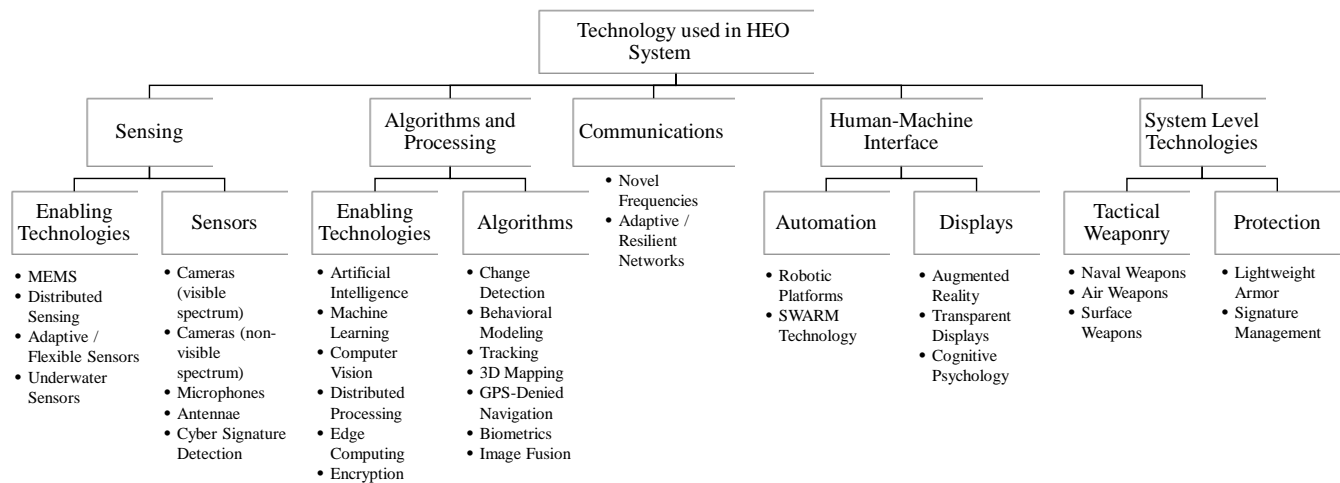 Technology used in HEO
System
Sensing
Algorithms and
Processing
Communications
Human-Machine
Interface
System Level
Technologies
Enabling
Technologies
• MEMS
• Distributed
Sensing
• Adaptive /
Flexible Sensors
• Underwater
Sensors
Sensors
• Cameras
(visible
spectrum)
• Cameras (non-
visible
spectrum)
• Microphones
• Antennae
• Cyber Signature
Detection
Enabling
Technologies
• Artificial
Intelligence
• Machine
Learning
• Computer
Vision
• Distributed
Processing
• Edge
Computing
• Encryption
Algorithms
• Change
Detection
• Behavioral
Modeling
• Tracking
• 3D Mapping
• GPS-Denied
Navigation
• Biometrics
• Image Fusion
• Novel
Frequencies
• Adaptive /
Resilient
Networks
Automation
• Robotic
Platforms
• SWARM
Technology
Displays
• Augmented
Reality
• Transparent
Displays
• Cognitive
Psychology
Tactical
Weaponry
• Naval Weapons
• Air Weapons
• Surface
Weapons
Protection
• Lightweight
Armor
• Signature
Management